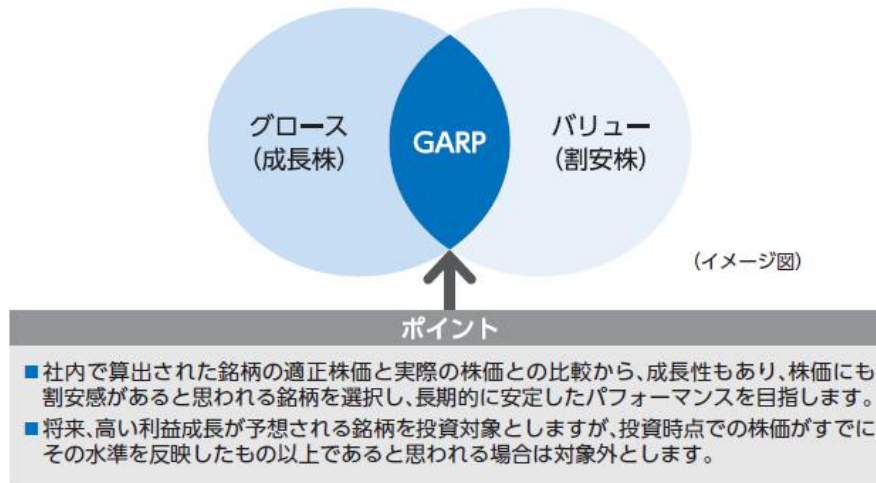 グロース
(成長株)
GARP
バリュー
(割安株)
(イメージ図)
ポイント
■社内で算出された銘柄の適正株価と実際の株価との比較から、成長性もあり、株価にも
割安感があると思われる銘柄を選択し、長期的に安定したパフォーマンスを目指します。
■将来、高い利益成長が予想される銘柄を投資対象としますが、投資時点での株価がすでに
その水準を反映したもの以上であると思われる場合は対象外とします。